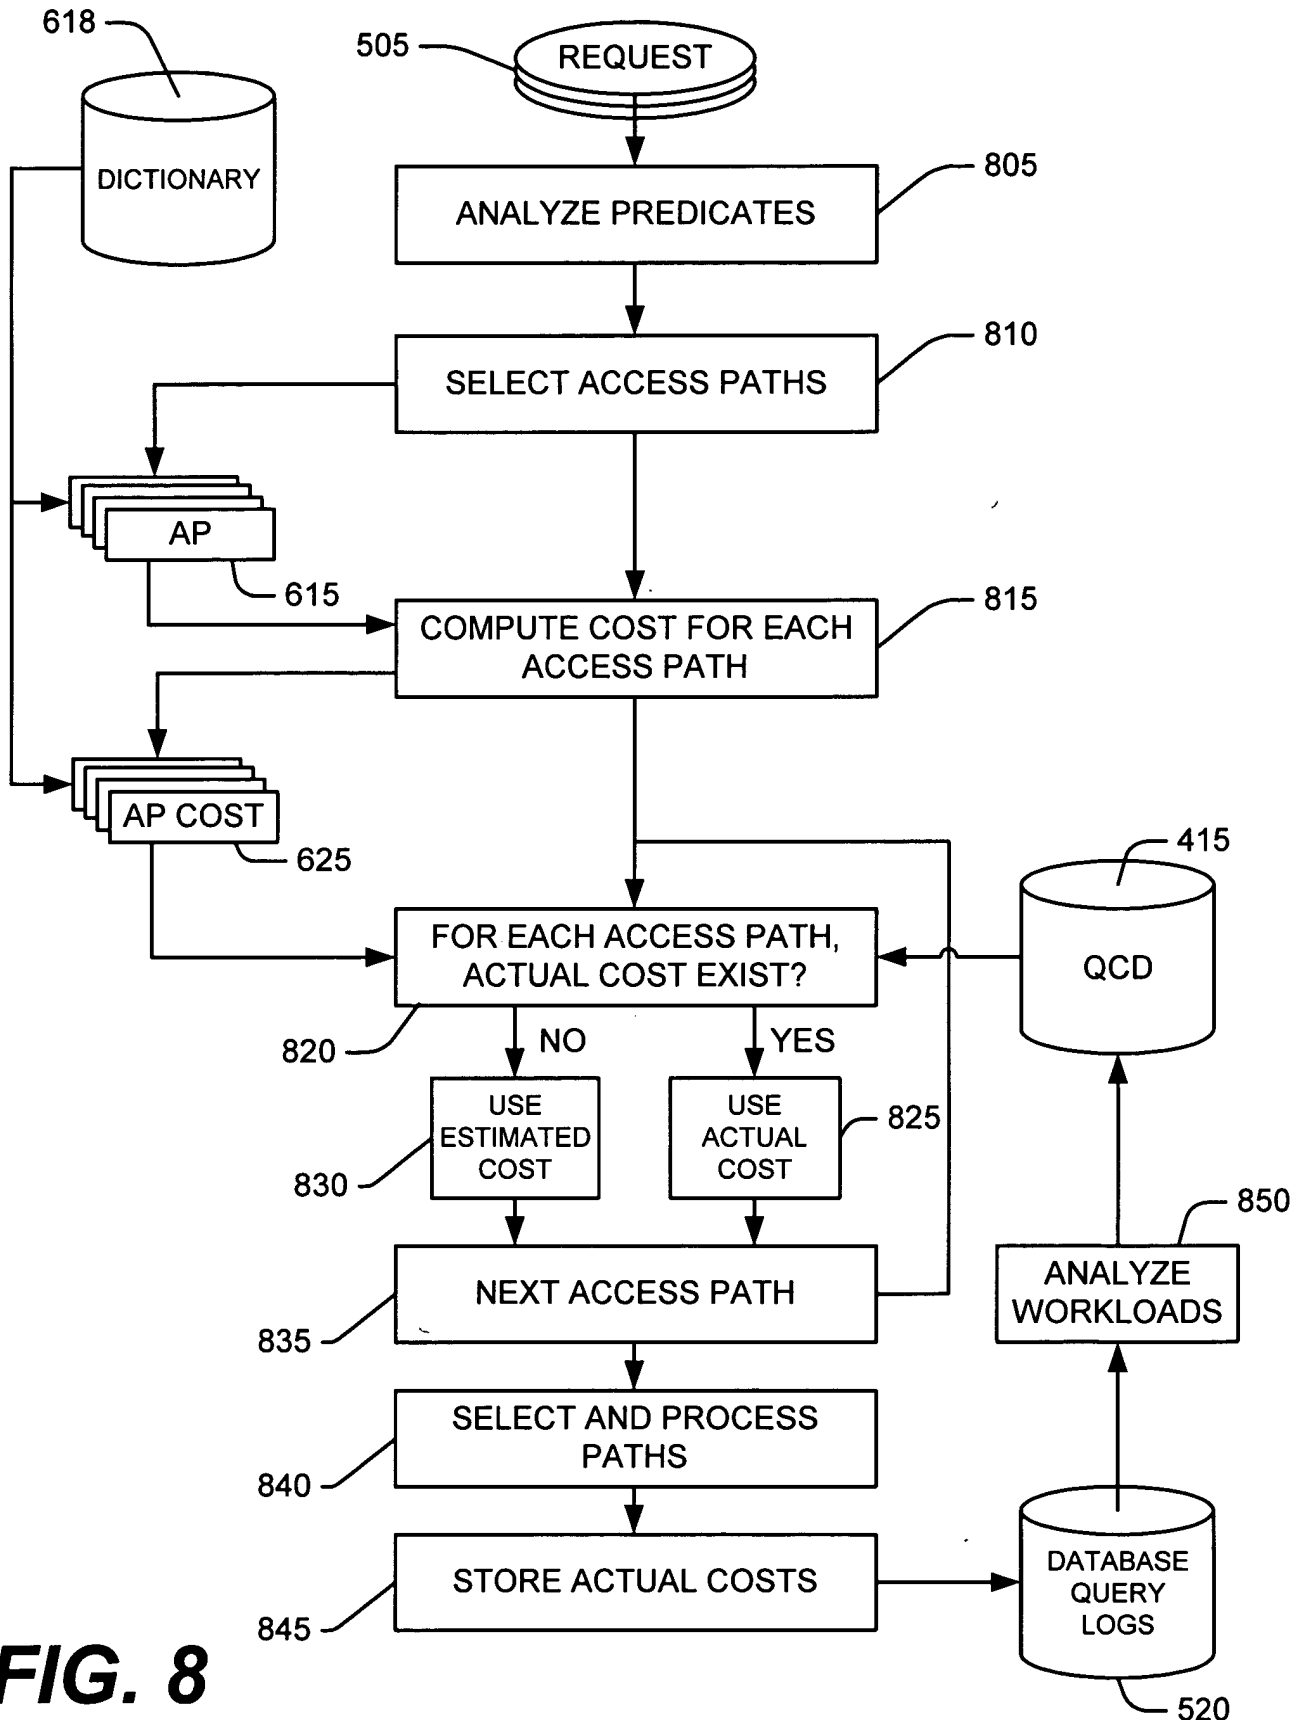 618
505
REQUEST
DICTIONARY
805
ANALYZE PREDICATES
810
SELECT ACCESS PATHS
AP
615
815
COMPUTE COST FOR EACH
ACCESS PATH
AP COST
625
415
QCD
FOR EACH ACCESS PATH,
ACTUAL COST EXIST?
820
NO
YES
USE
ESTIMATED
COST
830
USE
ACTUAL
COST
825
850
NEXT ACCESS PATH
835
ANALYZE
WORKLOADS
SELECT AND PROCESS
PATHS
840
STORE ACTUAL COSTS
845
DATABASE
QUERY
LOGS
520
FIG. 8